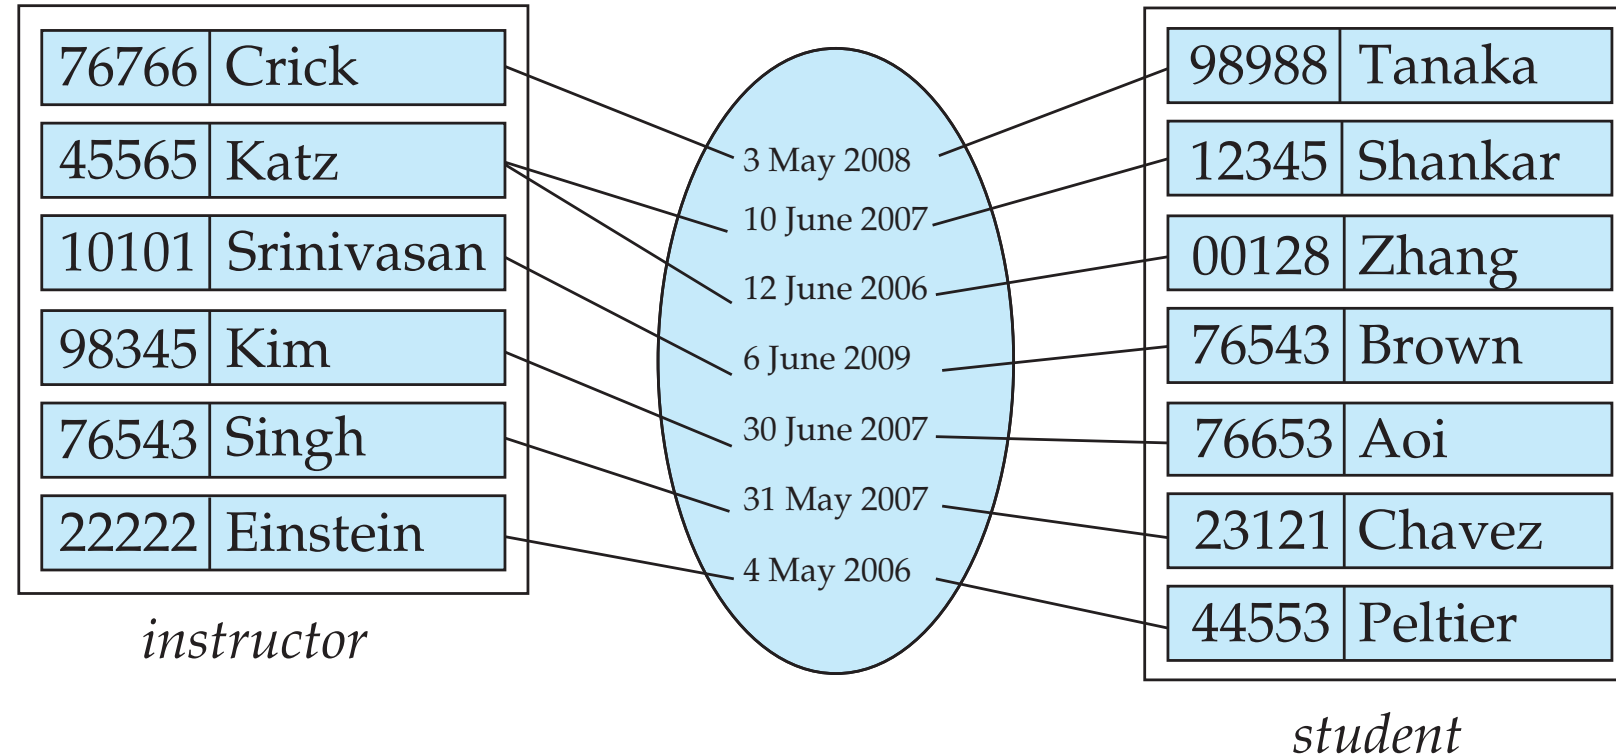 76766 Crick
45565 Katz
10101 Srinivasan
98345 Kim
76543 Singh
22222 Einstein
instructor
3 May 2008
10 June 2007
12 June 2006
6 June 2009
30 June 2007
31 May 2007
4 May 2006
98988 Tanaka
12345 Shankar
00128 Zhang
76543 Brown
76653 Aoi
23121 Chavez
44553 Peltier
student